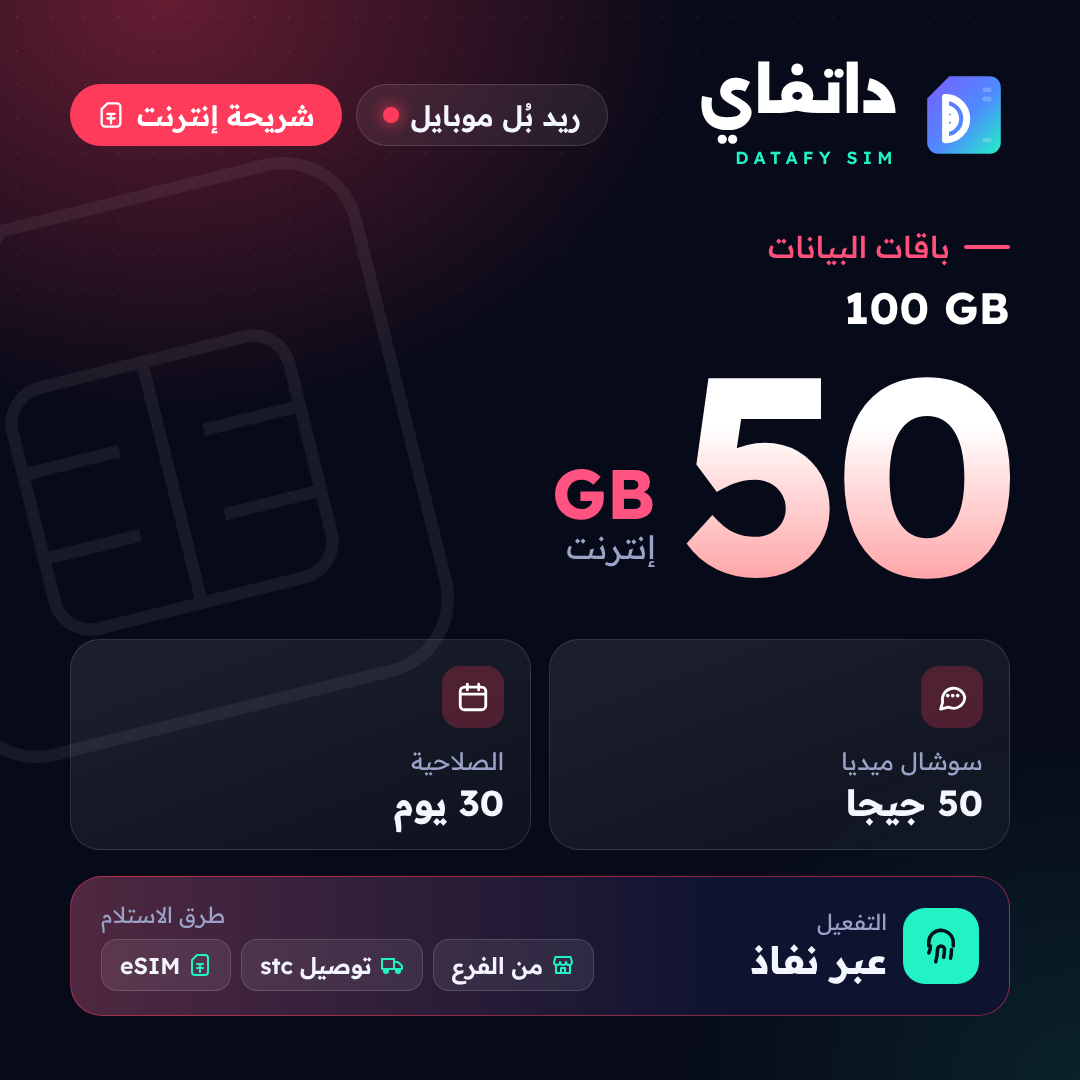 داتفاي
DATAFY SIM
ريد بُل موبايل
شريحة إنترنت
باقات البيانات
100 GB
50
GB
إنترنت
سوشال ميديا
50 جيجا
الصلاحية
30 يوم
التفعيل
عبر نفاذ
طرق الاستلام
من الفرع
توصيل stc
eSIM